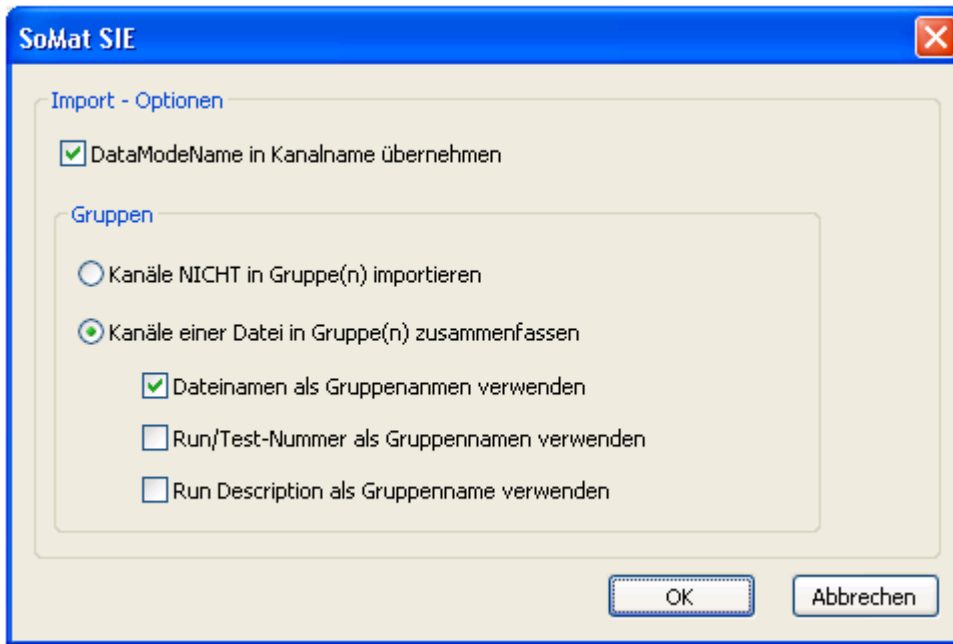 SoMat SIE
Import - Optionen
DataModeName in Kanalname übernehmen
Gruppen
Kanäle NICHT in Gruppe(n) importieren
Kanäle einer Datei in Gruppe(n) zusammenfassen
Dateinamen als Gruppenanmen verwenden
Run/Test-Nummer als Gruppennamen verwenden
Run Description als Gruppenname verwenden
OK
Abbrechen